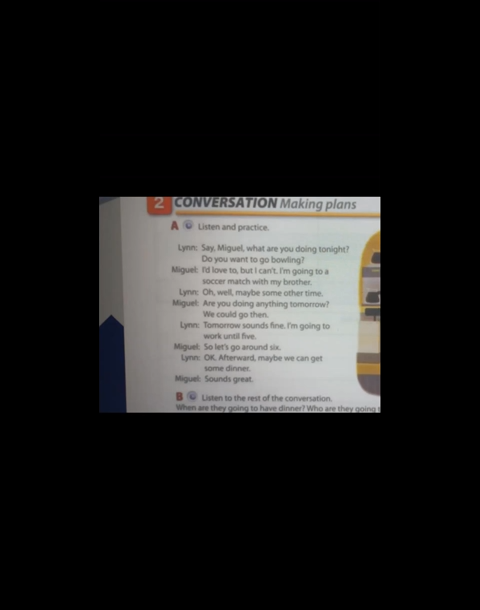 2 CONVERSATION Making plans
A Listen and practice.
Lynn: Say, Miguel, what are you doing tonight?
Do you want to go bowling?
Miguel: I'd love to, but I can't. I'm going to a
soccer match with my brother.
Lynn: Oh, well, maybe some other time.
Miguel: Are you doing anything tomorrow?
We could go then.
Lynn: Tomorrow sounds fine. I'm going to
work until five.
Miguel: So let's go around six.
Lynn: OK. Afterward, maybe we can get
some dinner.
Miguel: Sounds great.
B Listen to the rest of the conversation.
When are they going to have dinner? Who are they going